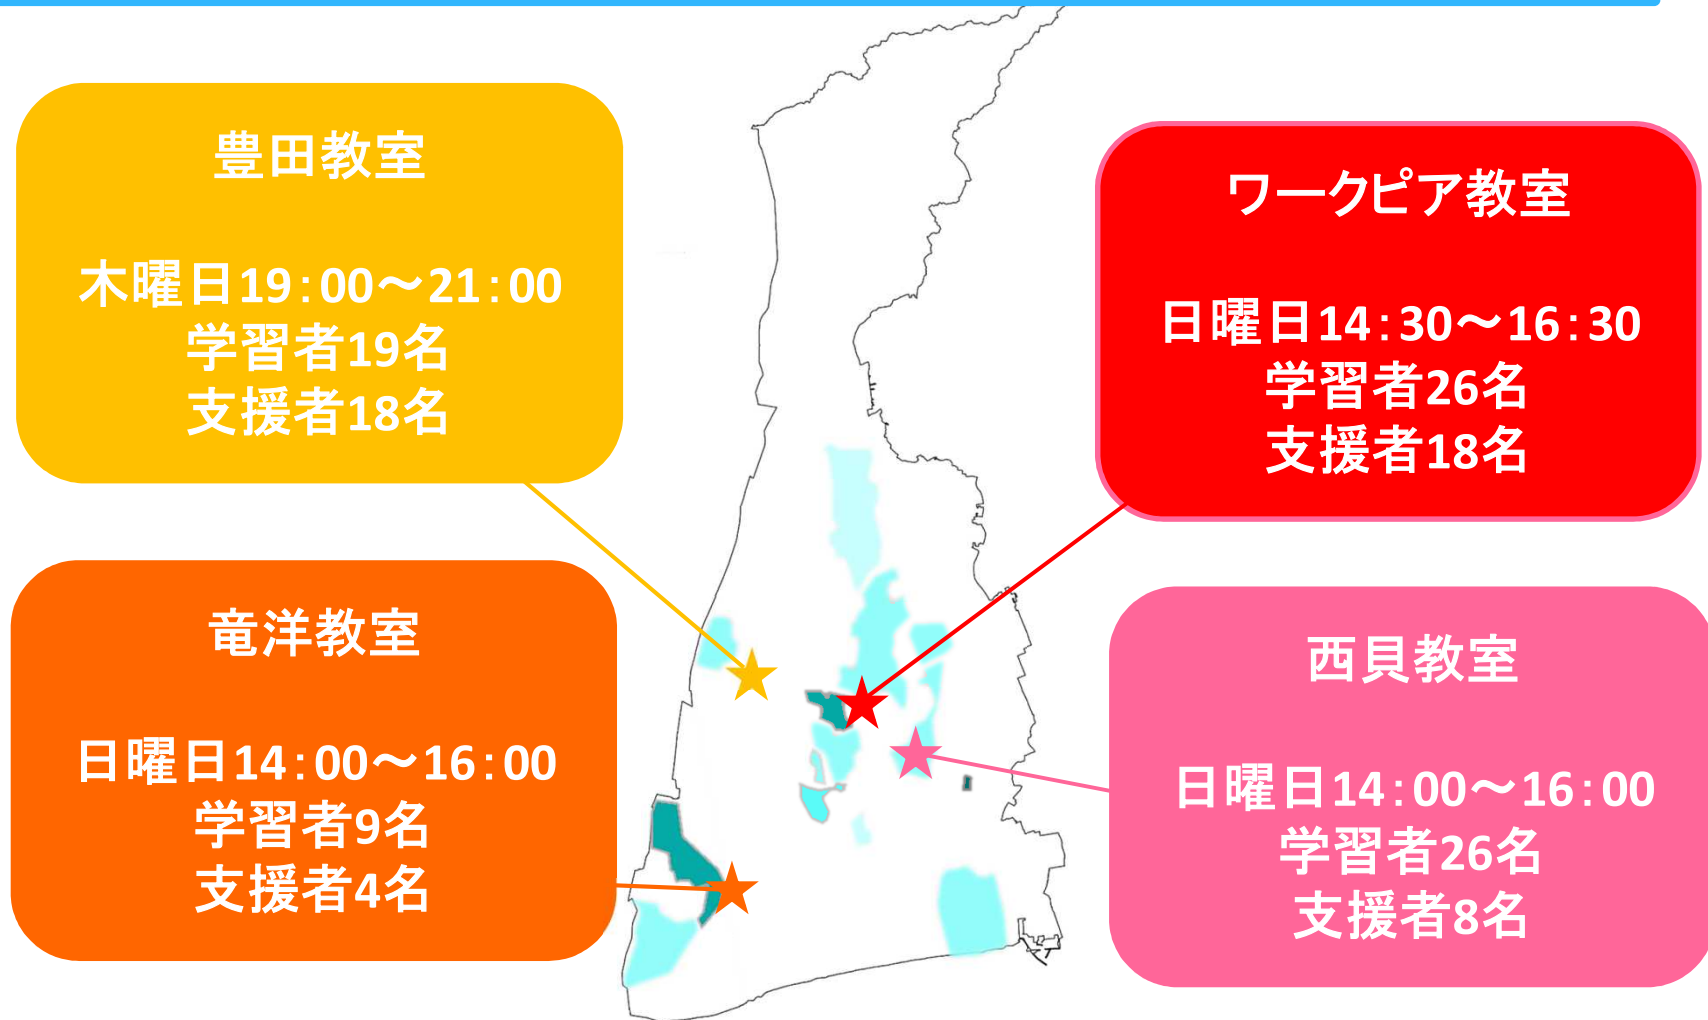 豊田教室
木曜日19:00～21:00
学習者19名
支援者18名
ワークピア教室
日曜日14:30～16:30
学習者26名
支援者18名
竜洋教室
日曜日14:00～16:00
学習者9名
支援者4名
西貝教室
日曜日14:00～16:00
学習者26名
支援者8名